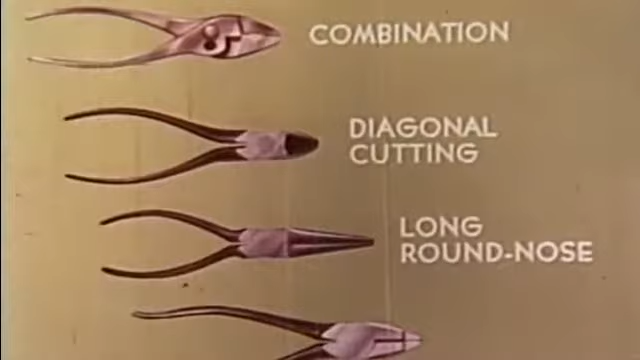 COMBINATION
DIAGONAL
CUTTING
LONG
ROUND-NOSE